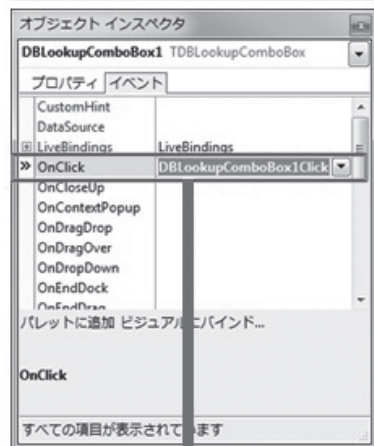 オブジェクト インスペクタ
DBLookupComboBox1 TDBLookupComboBox
プロパティ イベント
CustomHint
DataSource
LiveBindings LiveBindings
OnClick DBLookupComboBox1Click
OnCloseUp
OnContextPopup
OnDragDrop
OnDragOver
OnDropDown
OnEndDock
OnEndDrag
パレットに追加 ビジュアルにバインド...
OnClick
すべての項目が表示されています